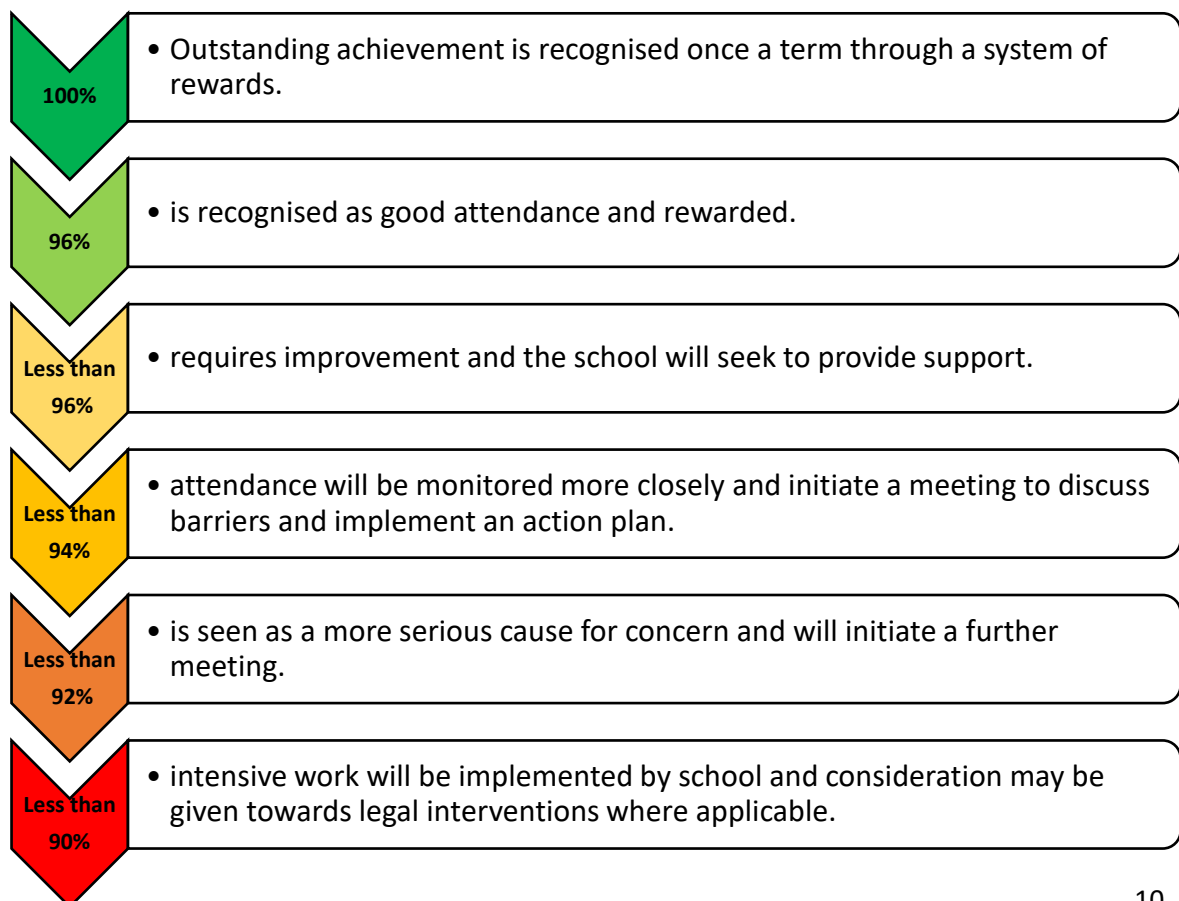 100%
• Outstanding achievement is recognised once a term through a system of
rewards.
96%
• is recognised as good attendance and rewarded.
Less than
96%
• requires improvement and the school will seek to provide support.
Less than
94%
• attendance will be monitored more closely and initiate a meeting to discuss
barriers and implement an action plan.
Less than
92%
• is seen as a more serious cause for concern and will initiate a further
meeting.
Less than
90%
• intensive work will be implemented by school and consideration may be
given towards legal interventions where applicable.
10